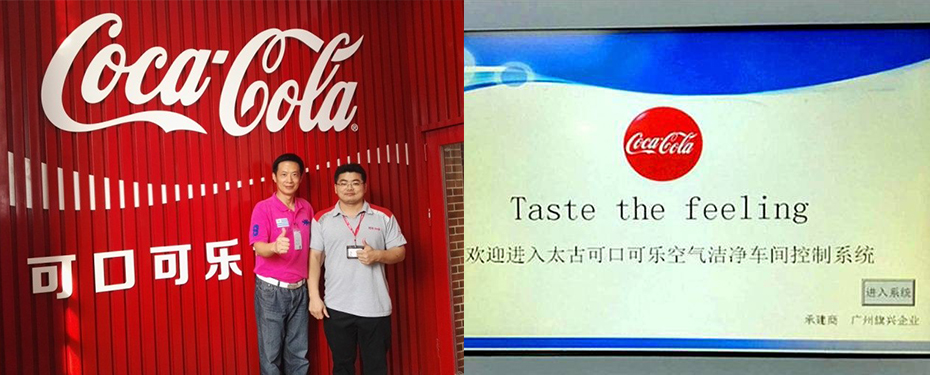 Coca-Cola
可口可乐
Coca-Cola
Taste the feeling
欢迎进入太古可口可乐空气洁净车间控制系统
进入系统
承建商 广州旗兴企业